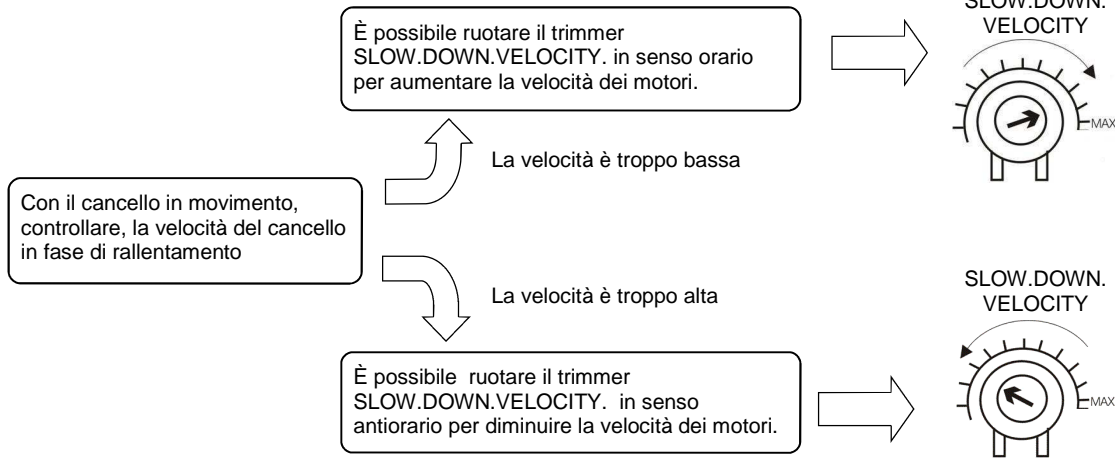 È possibile ruotare il trimmer
SLOW.DOWN.VELOCITY. in senso orario
per aumentare la velocità dei motori.
SLOW.DOWN.
VELOCITY
MAX
La velocità è troppo bassa
Con il cancello in movimento,
controllare, la velocità del cancello
in fase di rallentamento
La velocità è troppo alta
È possibile  ruotare il trimmer
SLOW.DOWN.VELOCITY.  in senso
antiorario per diminuire la velocità dei motori.
SLOW.DOWN.
VELOCITY
MAX